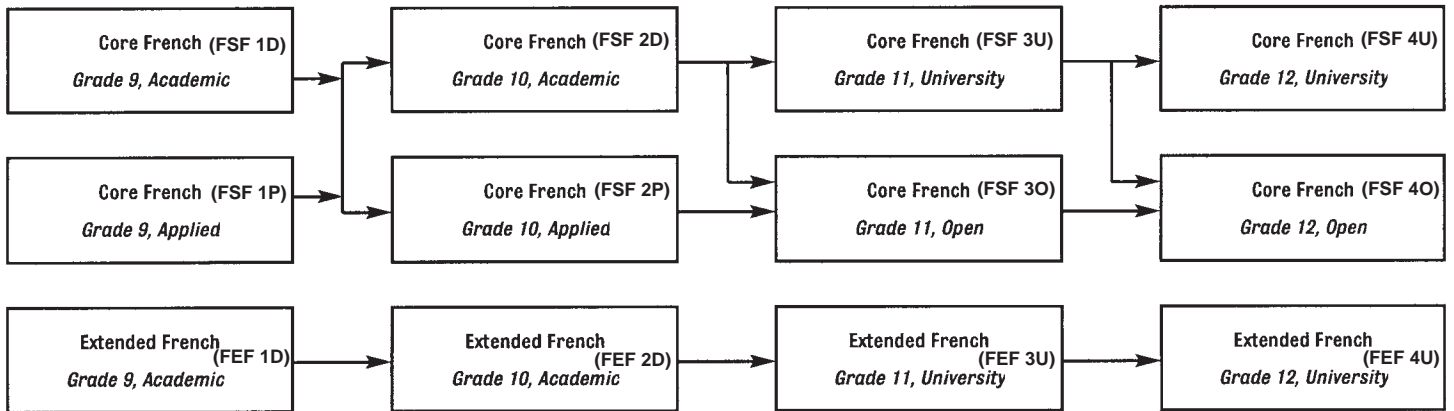 Core French (FSF 1D)
Grade 9, Academic
Core French (FSF 2D)
Grade 10, Academic
Core French (FSF 3U)
Grade 11, University
Core French (FSF 4U)
Grade 12, University
Core French (FSF 1P)
Grade 9, Applied
Core French (FSF 2P)
Grade 10, Applied
Core French (FSF 3O)
Grade 11, Open
Core French (FSF 4O)
Grade 12, Open
Extended French (FEF 1D)
Grade 9, Academic
Extended French (FEF 2D)
Grade 10, Academic
Extended French (FEF 3U)
Grade 11, University
Extended French (FEF 4U)
Grade 12, University